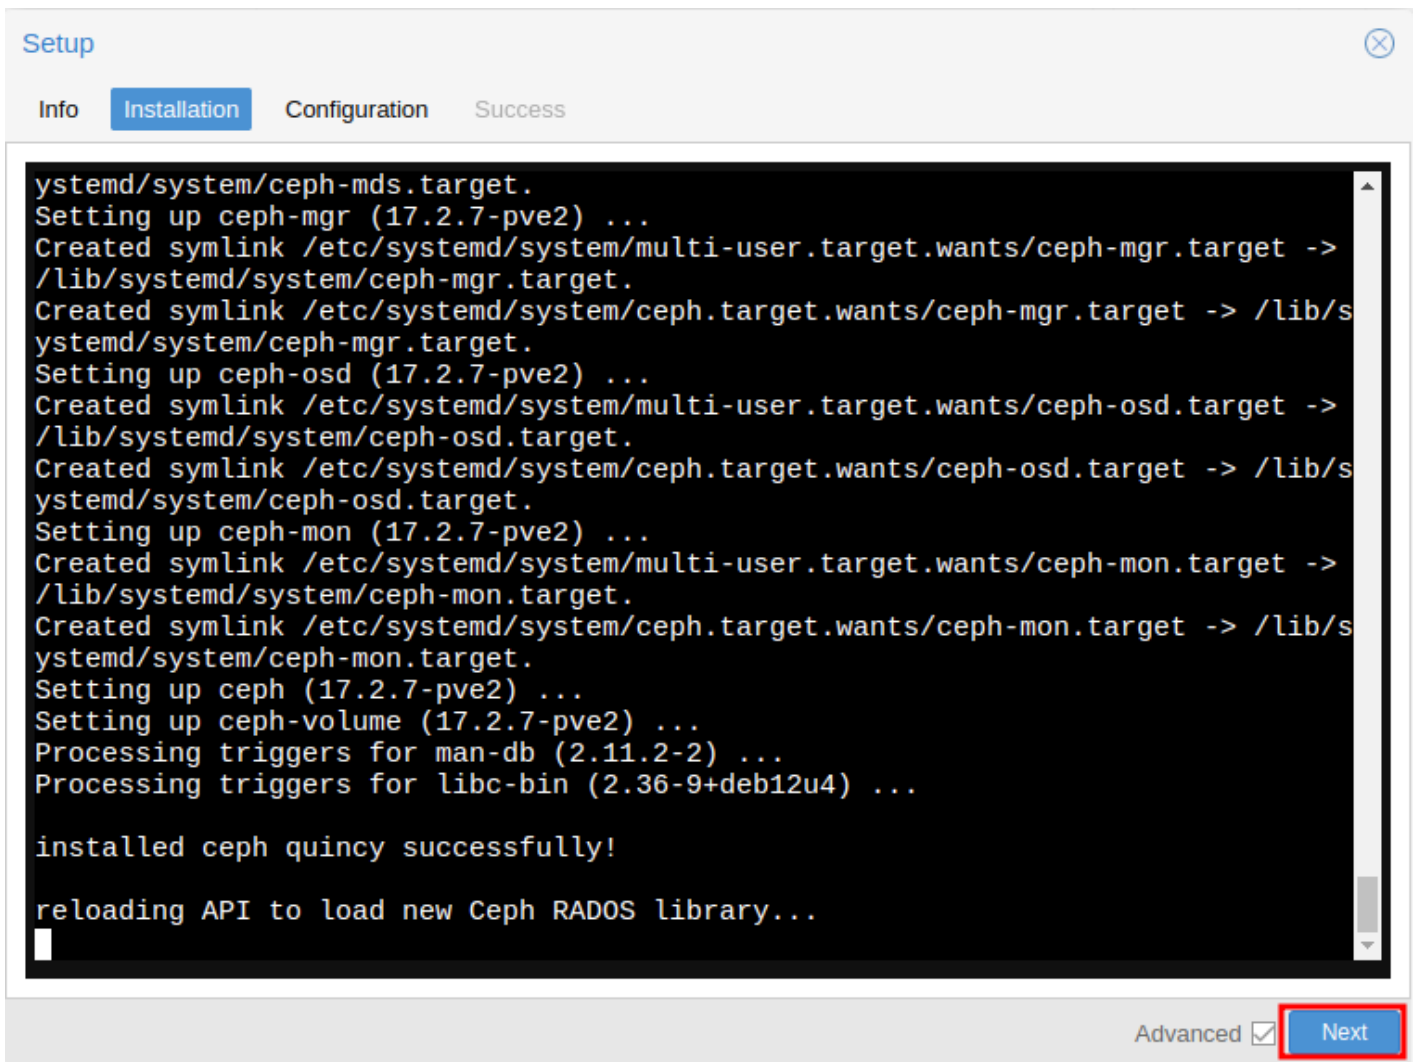 Setup
Info Installation Configuration Success
ystemd/system/ceph-mds.target.
Setting up ceph-mgr (17.2.7-pve2) ...
Created symlink /etc/systemd/system/multi-user.target.wants/ceph-mgr.target ->
/lib/systemd/system/ceph-mgr.target.
Created symlink /etc/systemd/system/ceph.target.wants/ceph-mgr.target -> /lib/s
ystemd/system/ceph-mgr.target.
Setting up ceph-osd (17.2.7-pve2) ...
Created symlink /etc/systemd/system/multi-user.target.wants/ceph-osd.target ->
/lib/systemd/system/ceph-osd.target.
Created symlink /etc/systemd/system/ceph.target.wants/ceph-osd.target -> /lib/s
ystemd/system/ceph-osd.target.
Setting up ceph-mon (17.2.7-pve2) ...
Created symlink /etc/systemd/system/multi-user.target.wants/ceph-mon.target ->
/lib/systemd/system/ceph-mon.target.
Created symlink /etc/systemd/system/ceph.target.wants/ceph-mon.target -> /lib/s
ystemd/system/ceph-mon.target.
Setting up ceph (17.2.7-pve2) ...
Setting up ceph-volume (17.2.7-pve2) ...
Processing triggers for man-db (2.11.2-2) ...
Processing triggers for libc-bin (2.36-9+deb12u4) ...
installed ceph quincy successfully!
reloading API to load new Ceph RADOS library...
Advanced Next